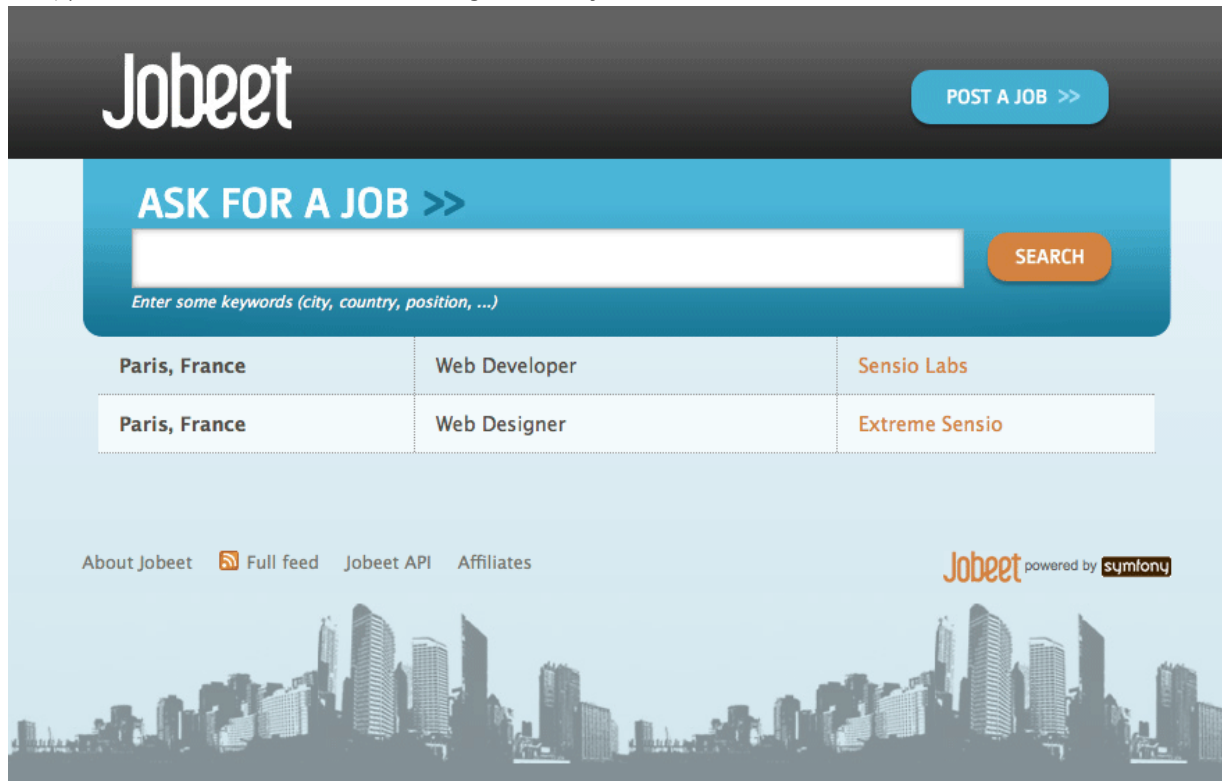 Jobeet
POST A JOB >>
ASK FOR A JOB >>
SEARCH
Enter some keywords (city, country, position, ...)
Paris, France Web Developer Sensio Labs
Paris, France Web Designer Extreme Sensio
About Jobeet Full feed Jobeet API Affiliates
Jobeet powered by symfony